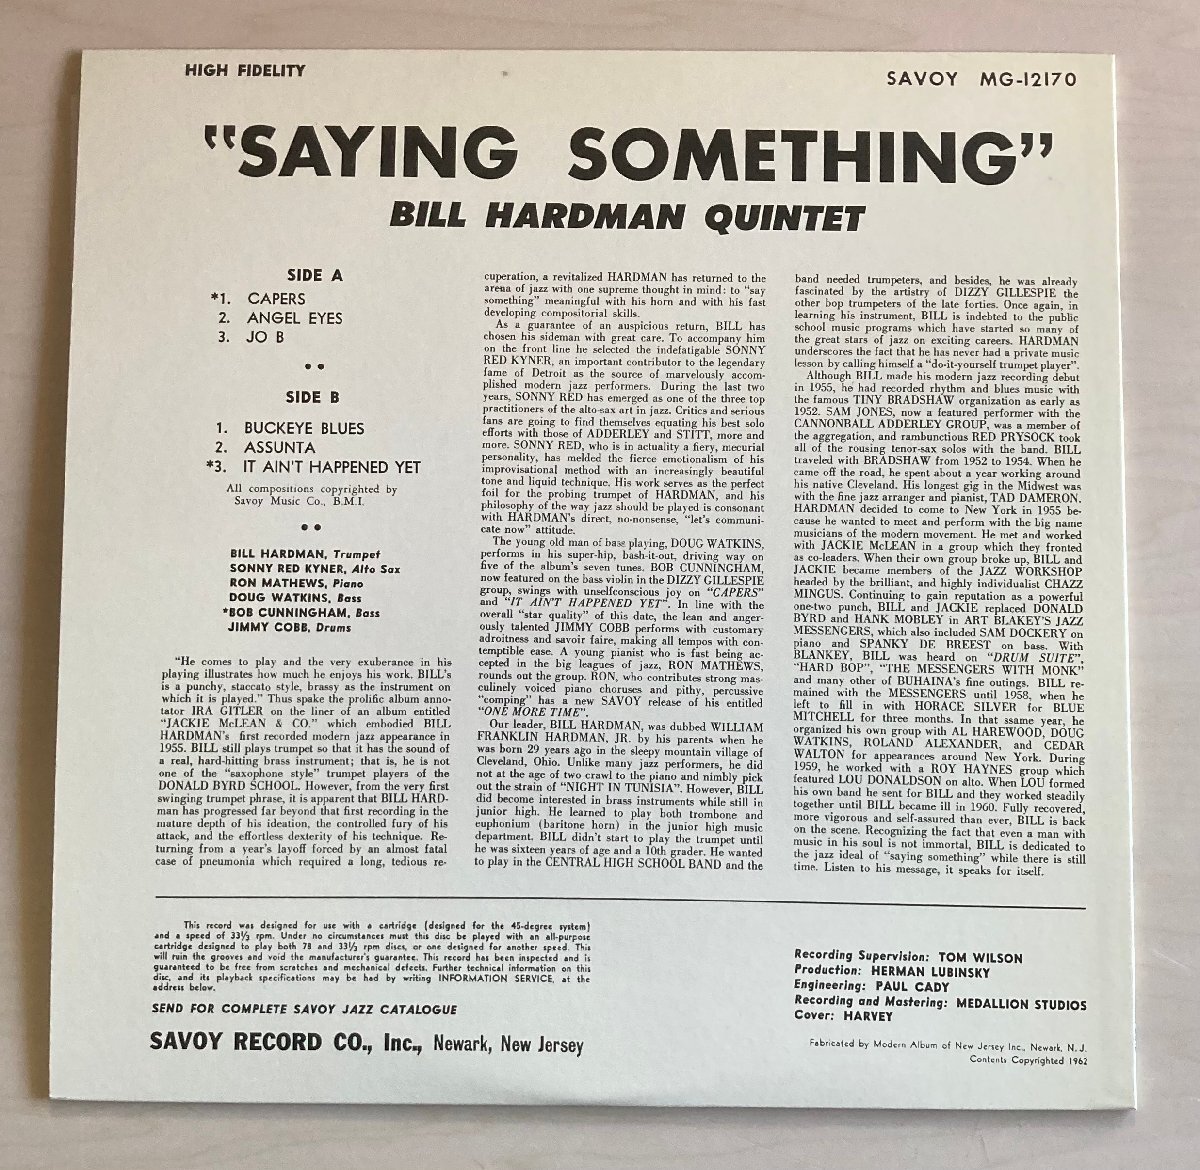 HIGH FIDELITY
SAVOY MG-12170
"SAYING SOMETHING"
BILL HARDMAN QUINTET
SIDE A
*1. CAPERS
2. ANGEL EYES
3. JO B
• •
SIDE B
1. BUCKEYE BLUES
2. ASSUNTA
*3. IT AIN'T HAPPENED YET
All compositions copyrighted by
Savoy Music Co., B.M.I.
• •
BILL HARDMAN, Trumpet
SONNY RED KYNER, Alto Sax
RON MATHEWS, Piano
DOUG WATKINS, Bass
*BOB CUNNINGHAM, Bass
JIMMY COBB, Drums
"He comes to play and the very exuberance in his
playing illustrates how much he enjoys his work. BILL's
is a punchy, staccato style, brassy as the instrument on
which it is played." Thus spake the prolific album anno-
tator IRA GITLER on the liner of an album entitled
"JACKIE McLEAN & CO." which embodied BILL
HARDMAN's first recorded modern jazz appearance in
1955. BILL still plays trumpet so that it has the sound of
a real, hard-hitting brass instrument; that is, he is not
one of the "saxophone style" trumpet players of the
DONALD BYRD SCHOOL. However, from the very first
swinging trumpet phrase, it is apparent that BILL HARD-
man has progressed far beyond that first recording in the
mature depth of his ideation, the controlled fury of his
attack, and the effortless dexterity of his technique. Re-
turning from a year's layoff forced by an almost fatal
case of pneumonia which required a long, tedious re-
cuperation, a revitalized HARDMAN has returned to the
arena of jazz with one supreme thought in mind: to "say
something" meaningful with his horn and with his fast
developing compositorial skills.
As a guarantee of an auspicious return, BILL has
chosen his sideman with great care. To accompany him
on the front line he selected the indefatigable SONNY
RED KYNER, an important contributor to the legendary
fame of Detroit as the source of marvelously accom-
plished modern jazz performers. During the last two
years, SONNY RED has emerged as one of the three top
practitioners of the alto-sax art in jazz. Critics and serious
fans are going to find themselves equating his best solo
efforts with those of ADDERLEY and STITT, more and
more. SONNY RED, who is in actuality a fiery, mecurial
personality, has melded the fierce emotionalism of his
improvisational method with an increasingly beautiful
tone and liquid technique. His work serves as the perfect
foil for the probing trumpet of HARDMAN, and his
philosophy of the way jazz should be played is consonant
with HARDMAN's direct, no-nonsense, "let's communi-
cate now" attitude.
The young old man of bass playing, DOUG WATKINS,
performs in his super-hip, bash-it-out, driving way on
five of the album's seven tunes. BOB CUNNINGHAM,
now featured on the bass violin in the DIZZY GILLESPIE
group, swings with unselfconscious joy on "CAPERS"
and "IT AIN'T HAPPENED YET". In line with the
overall "star quality" of this date, the lean and anger-
ously talented JIMMY COBB performs with customary
adroitness and savoir faire, making all tempos with con-
temptible ease. A young pianist who is fast being ac-
cepted in the big leagues of jazz, RON MATHEWS,
rounds out the group. RON, who contributes strong mas-
culinely voiced piano choruses and pithy, percussive
"comping" has a new SAVOY release of his entitled
"ONE MORE TIME".
Our leader, BILL HARDMAN, was dubbed WILLIAM
FRANKLIN HARDMAN, JR. by his parents when he
was born 29 years ago in the sleepy mountain village of
Cleveland, Ohio. Unlike many jazz performers, he did
not at the age of two crawl to the piano and nimbly pick
out the strain of "NIGHT IN TUNISIA". However, BILL
did become interested in brass instruments while still in
junior high. He learned to play both trombone and
euphonium (baritone horn) in the junior high music
department. BILL didn't start to play the trumpet until
he was sixteen years of age and a 10th grader. He wanted
to play in the CENTRAL HIGH SCHOOL BAND and the
band needed trumpeters, and besides, he was already
fascinated by the artistry of DIZZY GILLESPIE the
other bop trumpeters of the late forties. Once again, in
learning his instrument, BILL is indebted to the public
school music programs which have started so many of
the great stars of jazz on exciting careers. HARDMAN
underscores the fact that he has never had a private music
lesson by calling himself a "do-it-yourself trumpet player".
Although BILL made his modern jazz recording debut
in 1955, he had recorded rhythm and blues music with
the famous TINY BRADSHAW organization as early as
1952. SAM JONES, now a featured performer with the
CANNONBALL ADDERLEY GROUP, was a member of
the aggregation, and rambunctious RED PRYSOCK took
all of the rousing tenor-sax solos with the band. BILL
traveled with BRADSHAW from 1952 to 1954. When he
came off the road, he spent about a year working around
his native Cleveland. His longest gig in the Midwest was
with the fine jazz arranger and pianist, TAD DAMERON.
HARDMAN decided to come to New York in 1955 be-
cause he wanted to meet and perform with the big name
musicians of the modern movement. He met and worked
with JACKIE McLEAN in a group which they fronted
as co-leaders. When their own group broke up, BILL and
JACKIE became members of the JAZZ WORKSHOP
headed by the brilliant, and highly individualist CHAZZ
MINGUS. Continuing to gain reputation as a powerful
one-two punch, BILL and JACKIE replaced DONALD
BYRD and HANK MOBLEY in ART BLAKEY'S JAZZ
MESSENGERS, which also included SAM DOCKERY on
piano and SPANKY DE BREEST on bass. With
BLANKEY, BILL was heard on "DRUM SUITE",
"HARD BOP", "THE MESSENGERS WITH MONK"
and many other of BUHAINA's fine outings. BILL re-
mained with the MESSENGERS until 1958, when he
left to fill in with HORACE SILVER for BLUE
MITCHELL for three months. In that ssame year, he
organized his own group with AL HAREWOOD, DOUG
WATKINS, ROLAND ALEXANDER, and CEDAR
WALTON for appearances around New York. During
1959, he worked with a ROY HAYNES group which
featured LOU DONALDSON on alto. When LOU formed
his own band he sent for BILL and they worked steadily
together until BILL became ill in 1960. Fully recovered,
more vigorous and self-assured than ever, BILL is back
on the scene. Recognizing the fact that even a man with
music in his soul is not immortal, BILL is dedicated to
the jazz ideal of "saying something" while there is still
time. Listen to his message, it speaks for itself.
This record was designed for use with a cartridge (designed for the 45-degree system)
and a speed of 33⅓ rpm. Under no circumstances must this disc be played with an all-purpose
cartridge designed to play both 78 and 33⅓ rpm discs, or one designed for another speed. This
will ruin the grooves and void the manufacturer's guarantee. This record has been inspected and is
guaranteed to be free from scratches and mechanical defects. Further technical information on this
disc, and its playback specifications may be had by writing INFORMATION SERVICE, at the
address below.
SEND FOR COMPLETE SAVOY JAZZ CATALOGUE
SAVOY RECORD CO., Inc., Newark, New Jersey
Recording Supervision: TOM WILSON
Production: HERMAN LUBINSKY
Engineering: PAUL CADY
Recording and Mastering: MEDALLION STUDIOS
Cover: HARVEY
Fabricated by Modern Album of New Jersey Inc., Newark, N. J.
Contents Copyrighted 1962